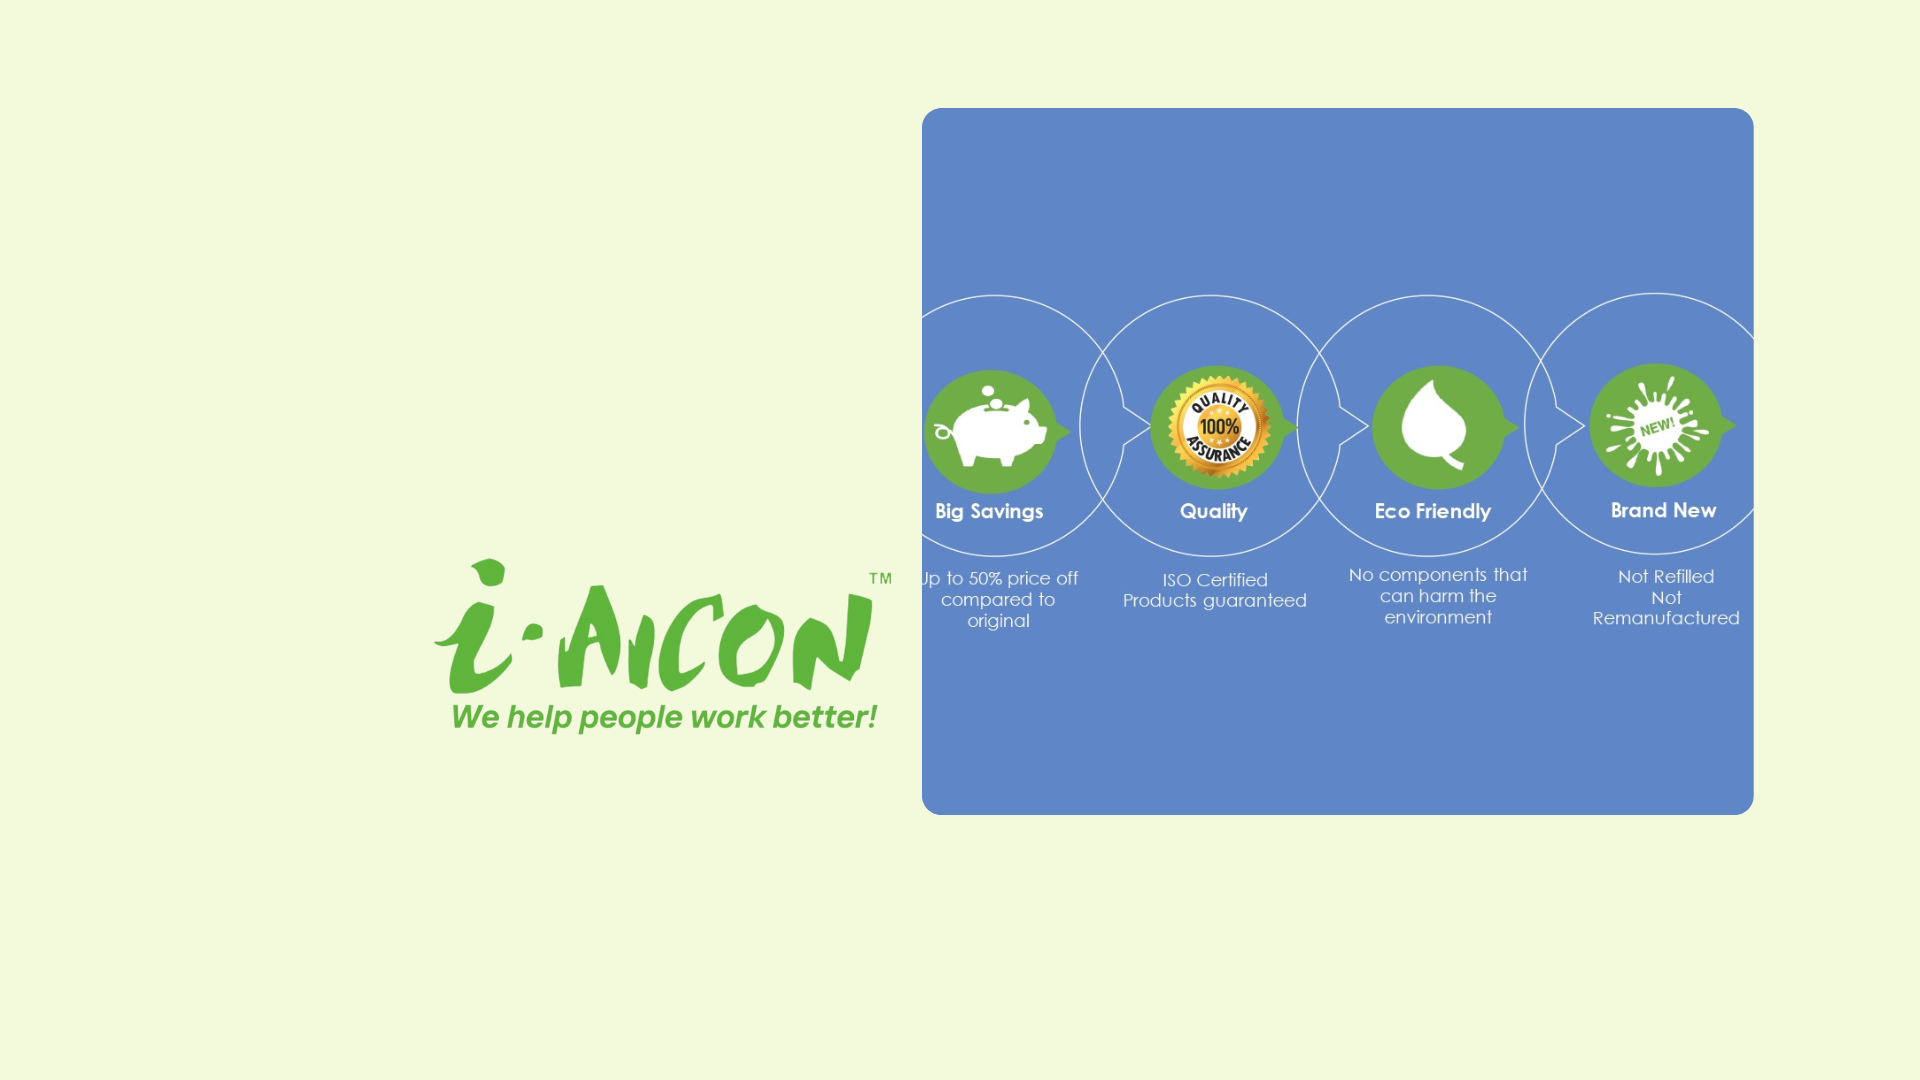 i-AICON
TM
We help people work better!
QUALITY
100%
ASSURANCE
NEW!
Big Savings
Quality
Eco Friendly
Brand New
Up to 50% price off
compared to
original
ISO Certified
Products guaranteed
No components that
can harm the
environment
Not Refilled
Not
Remanufactured